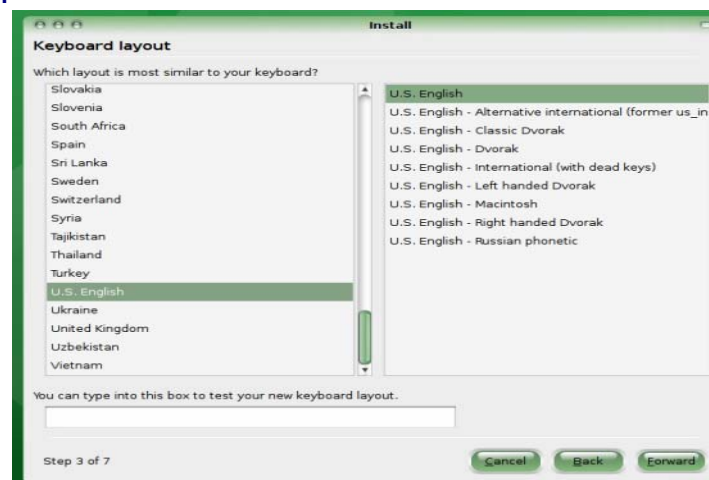 Install
Keyboard layout
Which layout is most similar to your keyboard?
Slovakia
Slovenia
South Africa
Spain
Sri Lanka
Sweden
Switzerland
Syria
Tajikistan
Thailand
Turkey
U.S. English
Ukraine
United Kingdom
Uzbekistan
Vietnam
U.S. English
U.S. English - Alternative international (former us_in
U.S. English - Classic Dvorak
U.S. English - Dvorak
U.S. English - International (with dead keys)
U.S. English - Left handed Dvorak
U.S. English - Macintosh
U.S. English - Right handed Dvorak
U.S. English - Russian phonetic
You can type into this box to test your new keyboard layout.
Step 3 of 7
Cancel Back Forward